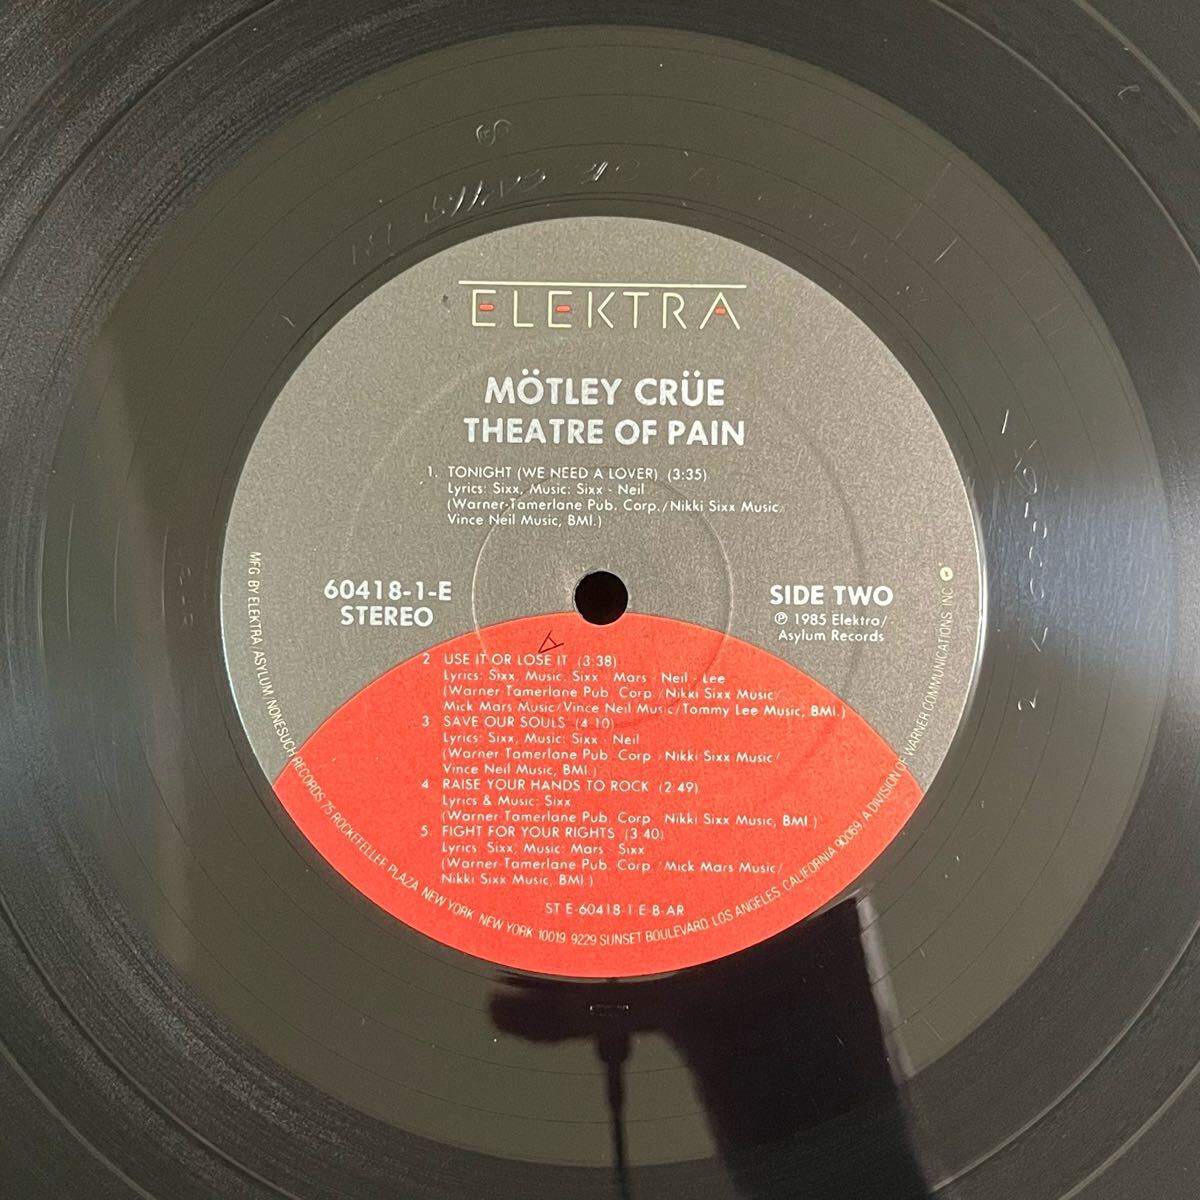 ELEKTRA
MÖTLEY CRÜE
THEATRE OF PAIN
1. TONIGHT (WE NEED A LOVER) (3:35)
Lyrics: Sixx, Music: Sixx - Neil
(Warner-Tamerlane Pub. Corp./Nikki Sixx Music/
Vince Neil Music, BMI.)
60418-1-E
STEREO
SIDE TWO
℗ 1985 Elektra/
Asylum Records
2 USE IT OR LOSE IT (3:38)
Lyrics: Sixx, Music: Sixx - Mars - Neil - Lee
(Warner-Tamerlane Pub. Corp./Nikki Sixx Music/
Mick Mars Music/Vince Neil Music/Tommy Lee Music, BMI.)
3 SAVE OUR SOULS (4:10)
Lyrics: Sixx, Music: Sixx - Neil
(Warner-Tamerlane Pub. Corp./Nikki Sixx Music/
Vince Neil Music, BMI.)
4 RAISE YOUR HANDS TO ROCK (2:49)
Lyrics & Music: Sixx
(Warner-Tamerlane Pub. Corp./Nikki Sixx Music, BMI.)
5. FIGHT FOR YOUR RIGHTS (3:40)
Lyrics: Sixx, Music: Mars - Sixx
(Warner-Tamerlane Pub. Corp./Mick Mars Music/
Nikki Sixx Music, BMI.)
ST E-60418-1 E B-AR
MFG. BY ELEKTRA/ASYLUM/NONESUCH RECORDS 75 ROCKEFELLER PLAZA, NEW YORK, NEW YORK 10019 9229 SUNSET BOULEVARD, LOS ANGELES, CALIFORNIA 90069. A DIVISION OF WARNER COMMUNICATIONS INC.